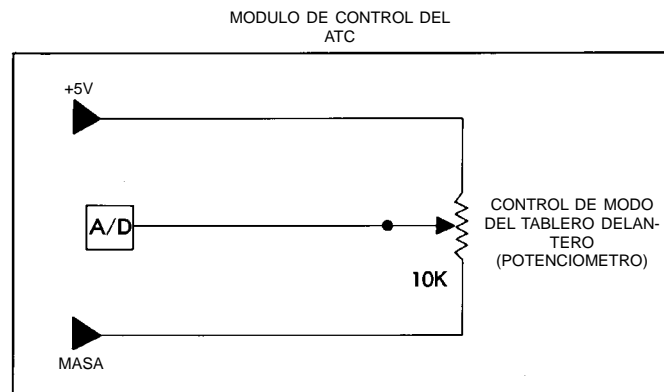 MODULO DE CONTROL DEL
ATC
+5V
A/D
CONTROL DE MODO
DEL TABLERO DELAN-
TERO
(POTENCIOMETRO)
10K
MASA